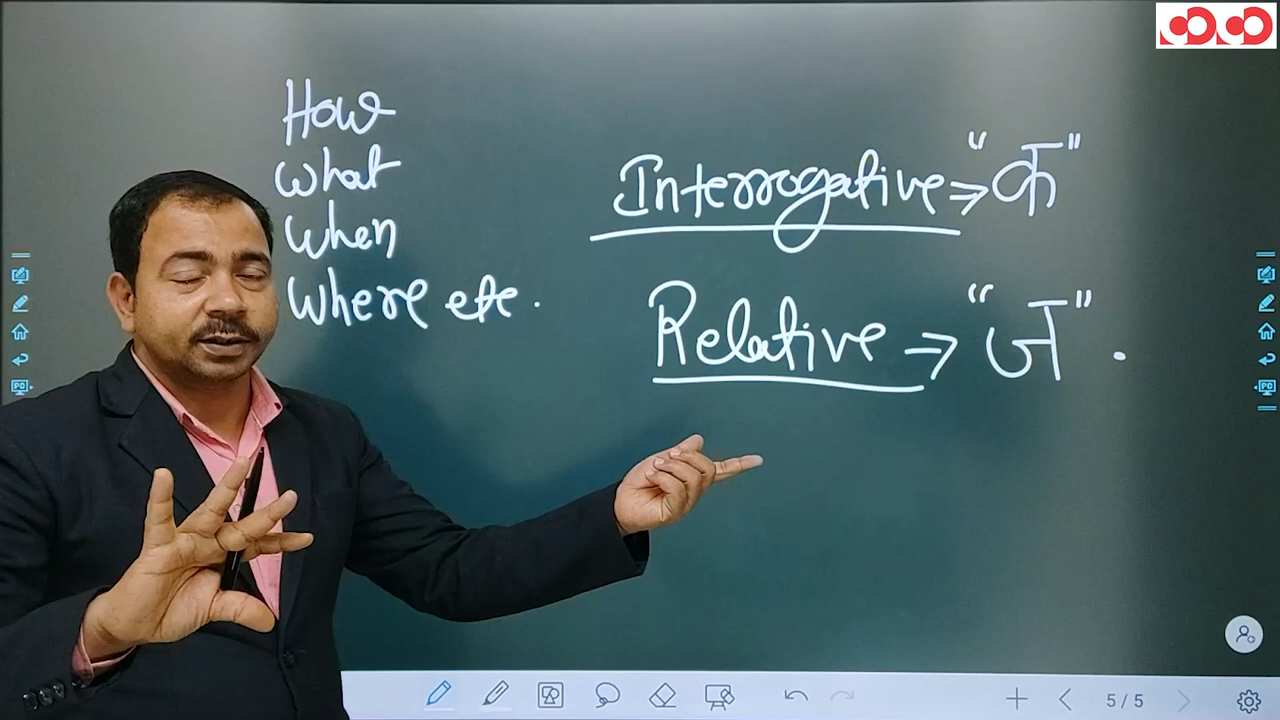 How
what
when
where etc.
Interrogative => "क"
Relative => "ज" .
5/5